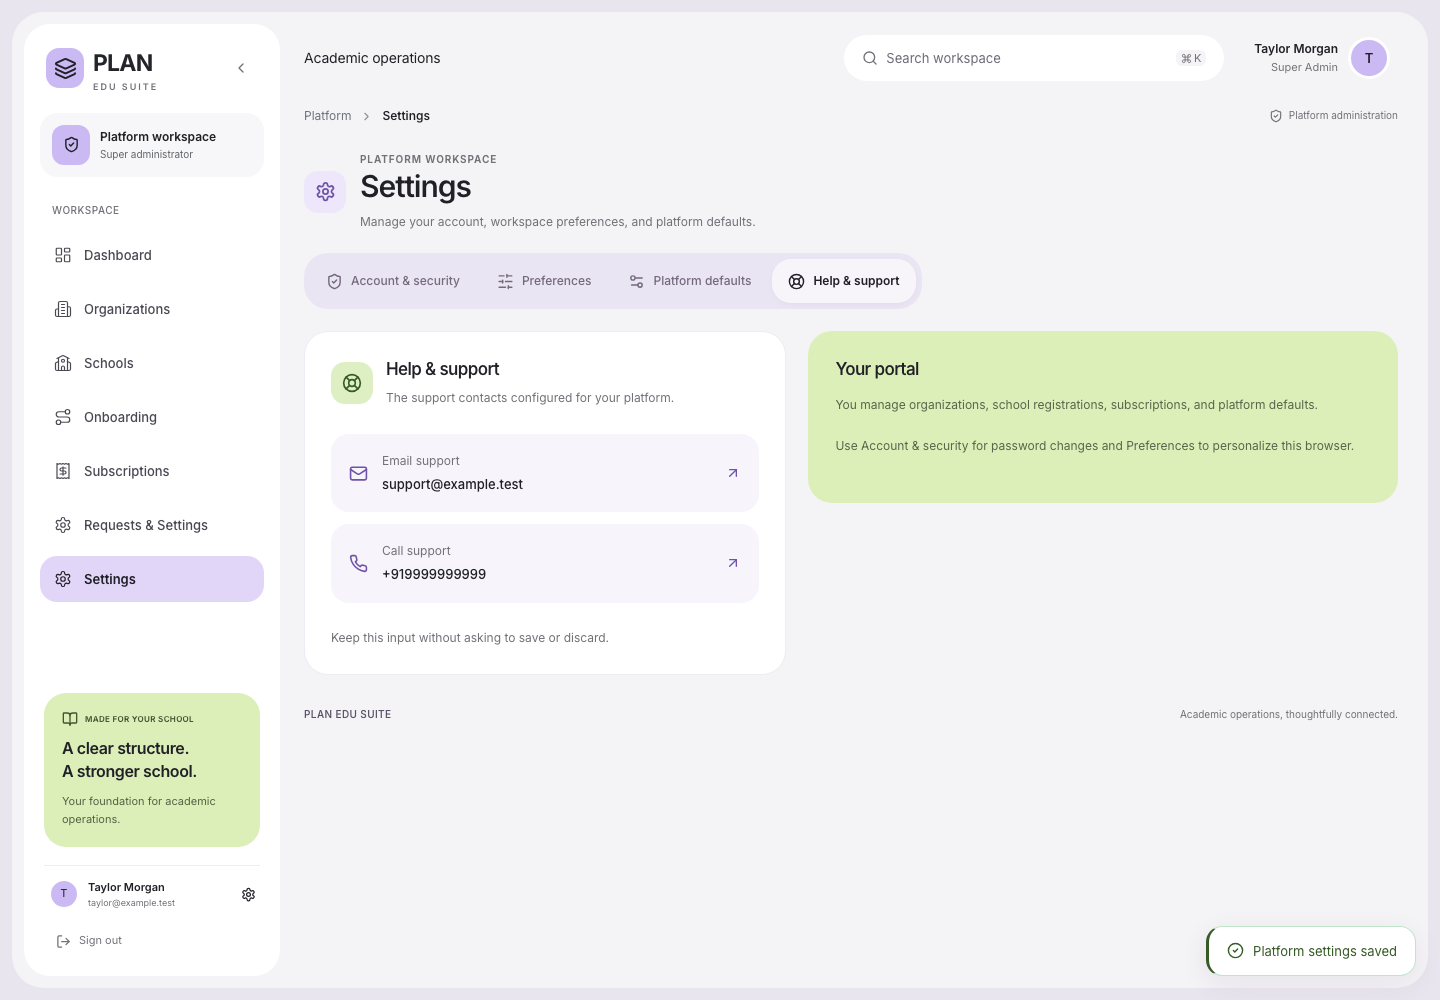 PLAN
EDU SUITE
Platform workspace
Super administrator
WORKSPACE
Dashboard
Organizations
Schools
Onboarding
Subscriptions
Requests & Settings
Settings
MADE FOR YOUR SCHOOL
A clear structure.
A stronger school.
Your foundation for academic
operations.
T
Taylor Morgan
taylor@example.test
Sign out
Academic operations
Search workspace
⌘ K
Taylor Morgan
Super Admin
T
Platform > Settings
Platform administration
PLATFORM WORKSPACE
Settings
Manage your account, workspace preferences, and platform defaults.
Account & security
Preferences
Platform defaults
Help & support
Help & support
The support contacts configured for your platform.
Email support
support@example.test
Call support
+919999999999
Keep this input without asking to save or discard.
Your portal
You manage organizations, school registrations, subscriptions, and platform defaults.
Use Account & security for password changes and Preferences to personalize this browser.
PLAN EDU SUITE
Academic operations, thoughtfully connected.
Platform settings saved